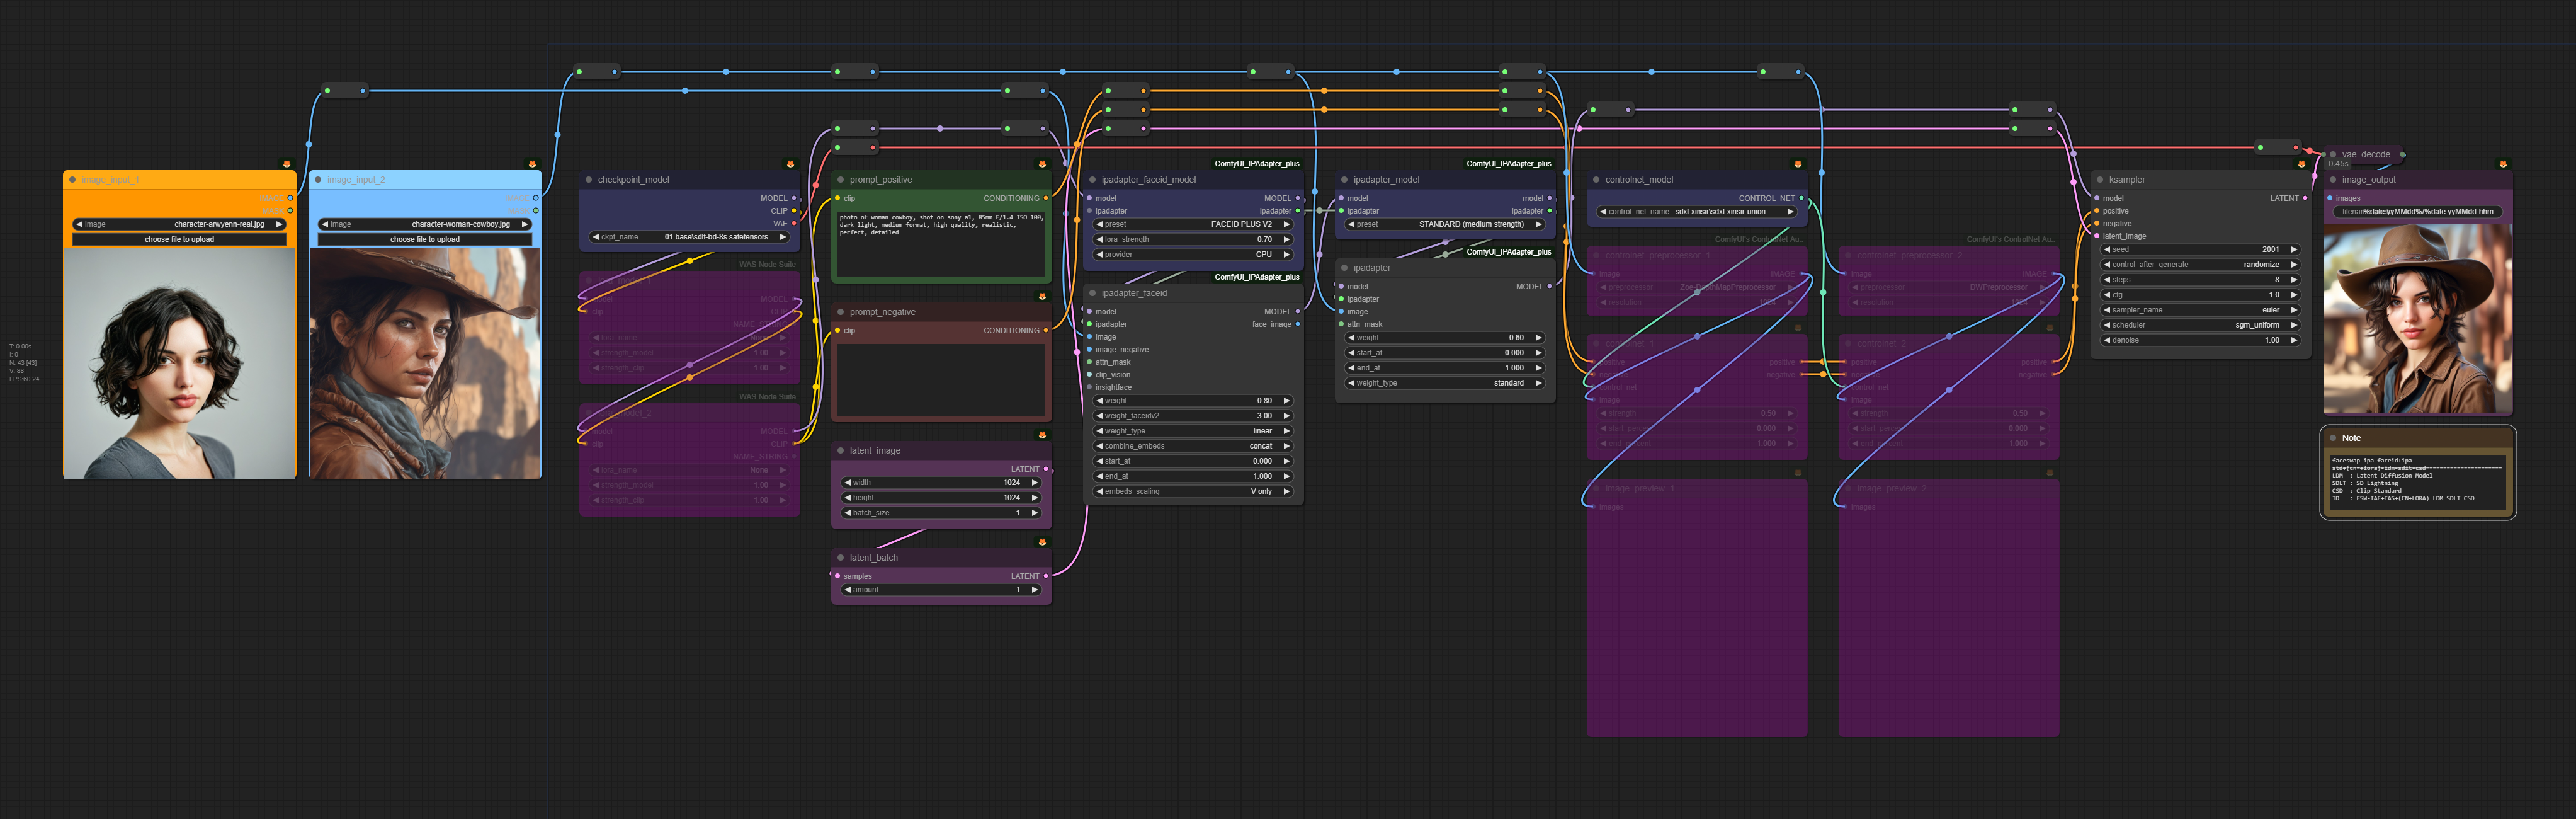 T: 0.00s
I: 0
N: 43 [43]
V: 88
FPS:60.24
image_input_1
image
character-arwyenn-real.jpg
choose file to upload
image_input_2
image
character-woman-cowboy.jpg
choose file to upload
checkpoint_model
MODEL
CLIP
VAE
ckpt_name
01 base\sdlt-bd-8s.safetensors
WAS Node Suite
MODEL
CLIP
NAME_STRING
lora_name
None
strength_model
1.00
strength_clip
1.00
WAS Node Suite
model
MODEL
clip
CLIP
NAME_STRING
lora_name
None
strength_model
1.00
strength_clip
1.00
prompt_positive
clip
CONDITIONING
photo of woman cowboy, shot on sony a1, 85mm F/1.4 ISO 100,
dark light, medium format, high quality, realistic,
perfect, detailed
prompt_negative
clip
CONDITIONING
latent_image
LATENT
width
1024
height
1024
batch_size
1
latent_batch
samples
LATENT
amount
1
ComfyUI_IPAdapter_plus
ipadapter_faceid_model
model
MODEL
ipadapter
ipadapter
preset
FACEID PLUS V2
lora_strength
0.70
provider
CPU
ComfyUI_IPAdapter_plus
ipadapter_faceid
model
MODEL
ipadapter
face_image
image
image_negative
attn_mask
clip_vision
insightface
weight
0.80
weight_faceidv2
3.00
weight_type
linear
combine_embeds
concat
start_at
0.000
end_at
1.000
embeds_scaling
V only
ComfyUI_IPAdapter_plus
ipadapter_model
model
model
ipadapter
ipadapter
preset
STANDARD (medium strength)
ComfyUI_IPAdapter_plus
ipadapter
model
MODEL
ipadapter
image
attn_mask
weight
0.60
start_at
0.000
end_at
1.000
weight_type
standard
controlnet_model
CONTROL_NET
control_net_name
sdxl-xinsir\sdxl-xinsir-union-...
ComfyUI's ControlNet Au...
controlnet_preprocessor_1
image
IMAGE
preprocessor
Zoe-DepthMapPreprocessor
resolution
1024
controlnet_1
positive
positive
negative
negative
control_net
image
strength
0.50
start_percent
0.000
end_percent
1.000
image_preview_1
images
ComfyUI's ControlNet Au...
controlnet_preprocessor_2
image
IMAGE
preprocessor
DWPreprocessor
resolution
1024
controlnet_2
positive
positive
negative
negative
control_net
image
strength
0.50
start_percent
0.000
end_percent
1.000
image_preview_2
images
ksampler
model
LATENT
positive
negative
latent_image
seed
2001
control_after_generate
randomize
steps
8
cfg
1.0
sampler_name
euler
scheduler
sgm_uniform
denoise
1.00
vae_decode
0.45s
image_output
images
%date:yyMMdd%/%date:yyMMdd-hhm
Note
faceswap-ipa faceid+ipa
std+(cn-+lora)-ldm-sdlt-csd
LDM : Latent Diffusion Model
SDLT : SD Lightning
CSD : Clip Standard
ID : FSW-IAF+IAS+(CN+LORA)_LDM_SDLT_CSD